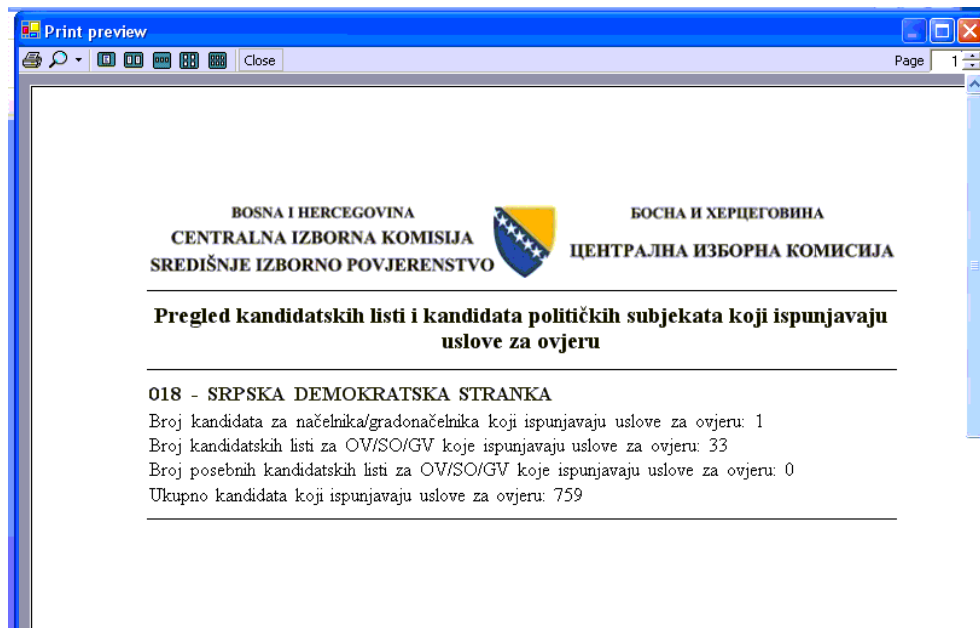 Print preview
Close
Page 1
BOSNA I HERCEGOVINA
CENTRALNA IZBORNA KOMISIJA
SREDIŠNJE IZBORNO POVJERENSTVO
БОСНА И ХЕРЦЕГОВИНА
ЦЕНТРАЛНА ИЗБОРНА КОМИСИЈА
Pregled kandidatskih listi i kandidata političkih subjekata koji ispunjavaju
uslove za ovjeru
018 - SRPSKA DEMOKRATSKA STRANKA
Broj kandidata za načelnika/gradonačelnika koji ispunjavaju uslove za ovjeru: 1
Broj kandidatskih listi za OV/SO/GV koje ispunjavaju uslove za ovjeru: 33
Broj posebnih kandidatskih listi za OV/SO/GV koje ispunjavaju uslove za ovjeru: 0
Ukupno kandidata koji ispunjavaju uslove za ovjeru: 759